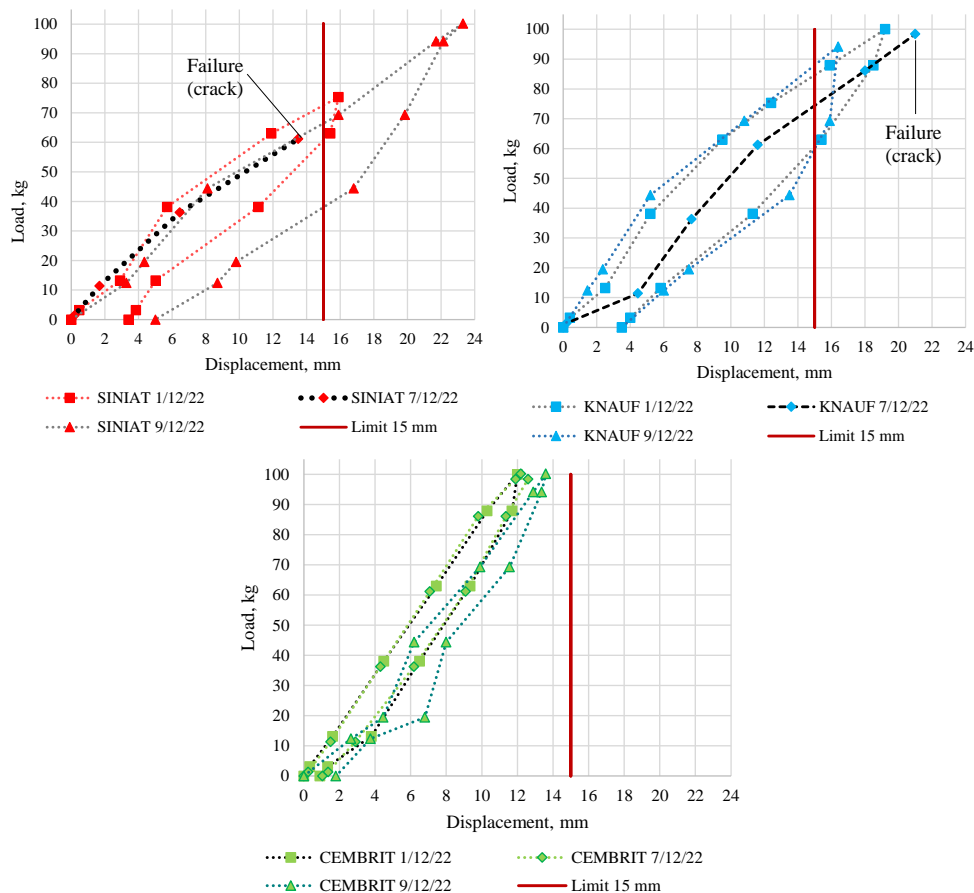 100
90
80
70
60
50
40
30
20
10
0
Load, kg
Failure
(crack)
0 2 4 6 8 10 12 14 16 18 20 22 24
Displacement, mm
SINIAT 1/12/22
SINIAT 7/12/22
SINIAT 9/12/22
Limit 15 mm
100
90
80
70
60
50
40
30
20
10
0
Load, kg
Failure
(crack)
0 2 4 6 8 10 12 14 16 18 20 22 24
Displacement, mm
KNAUF 1/12/22
KNAUF 7/12/22
KNAUF 9/12/22
Limit 15 mm
100
90
80
70
60
50
40
30
20
10
0
Load, kg
0 2 4 6 8 10 12 14 16 18 20 22 24
Displacement, mm
CEMBRIT 1/12/22
CEMBRIT 7/12/22
CEMBRIT 9/12/22
Limit 15 mm